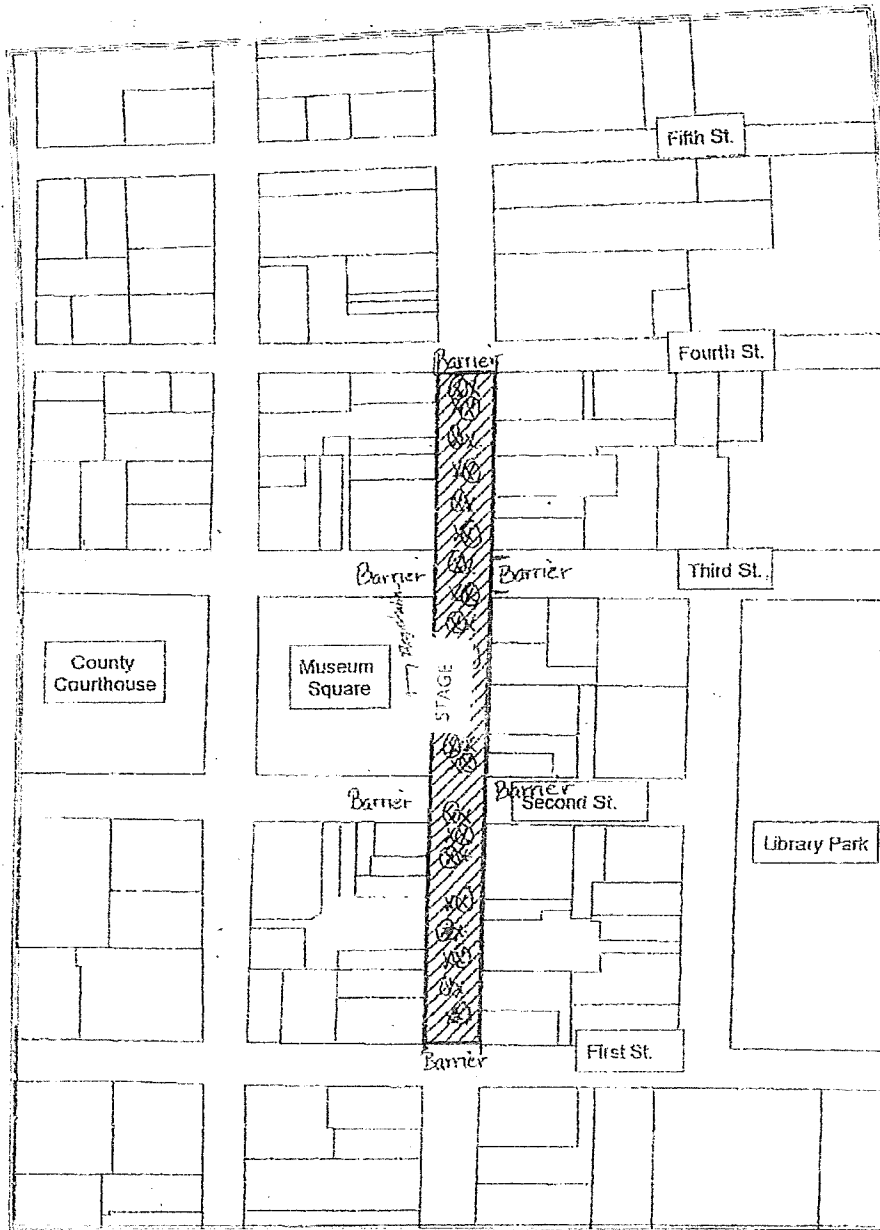 Fifth St.
Fourth St.
Barrier
Barrier
Barrier
Third St.
County
Courthouse
Museum
Square
STAGE
Barrier
Barrier
Second St.
Library Park
First St.
Barrier